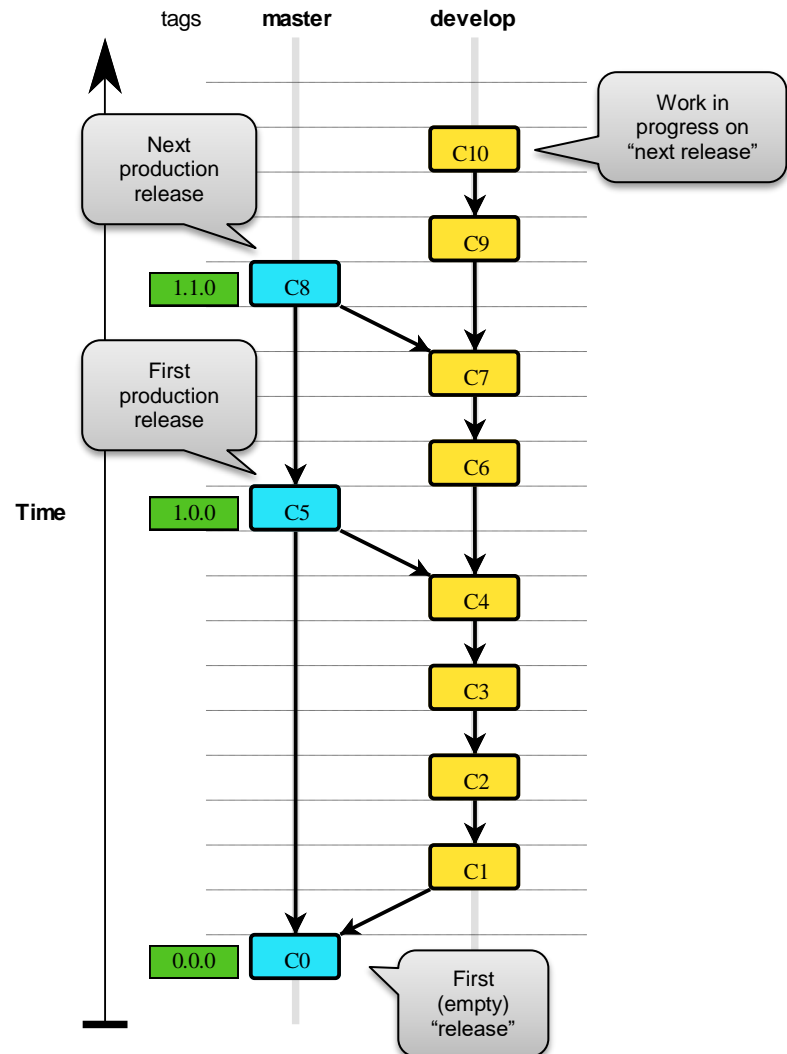 tags master develop
Work in
progress on
“next release”
C10
Next
production
release
C9
1.1.0 C8
C7
First
production
release
C6
Time
1.0.0 C5
C4
C3
C2
C1
0.0.0 C0
First
(empty)
“release”